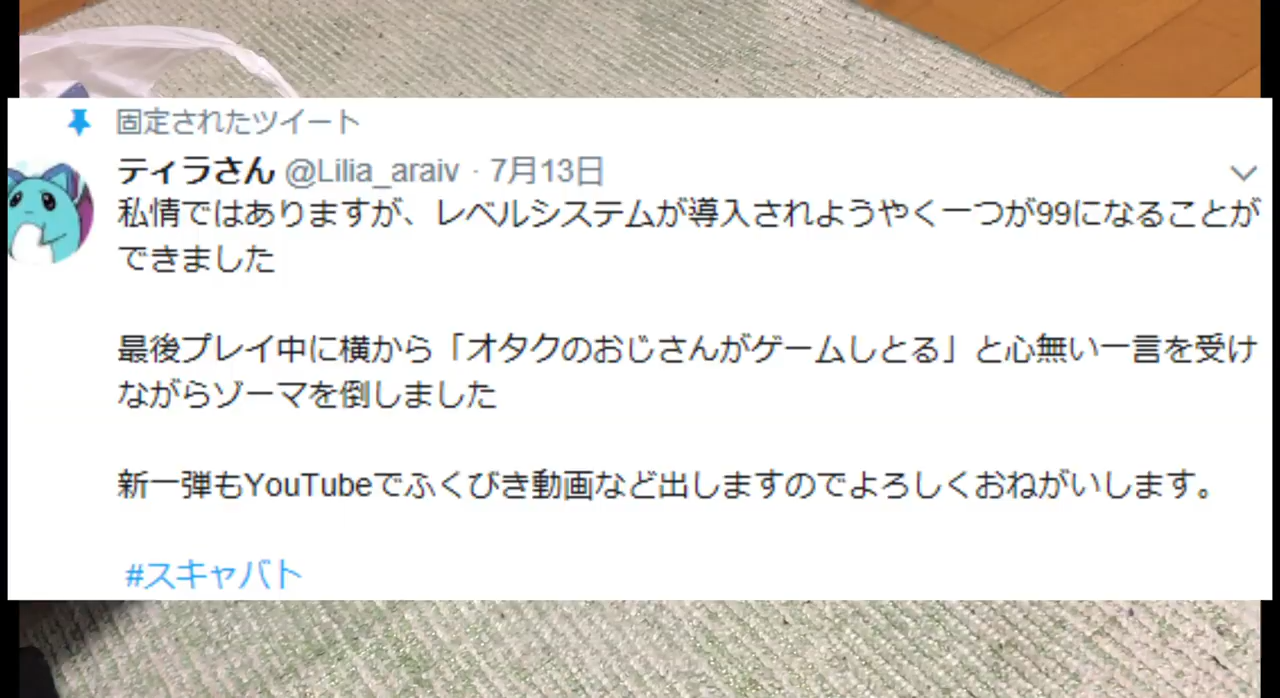 固定されたツイート
ティラさん @Lilia_araiv · 7月13日
私情ではありますが、レベルシステムが導入されようやく一つが99になることが
できました
最後プレイ中に横から「オタクのおじさんがゲームしとる」と心無い一言を受け
ながらゾーマを倒しました
新一弾もYouTubeでふくびき動画など出しますのでよろしくおねがいします。
#スキャバト